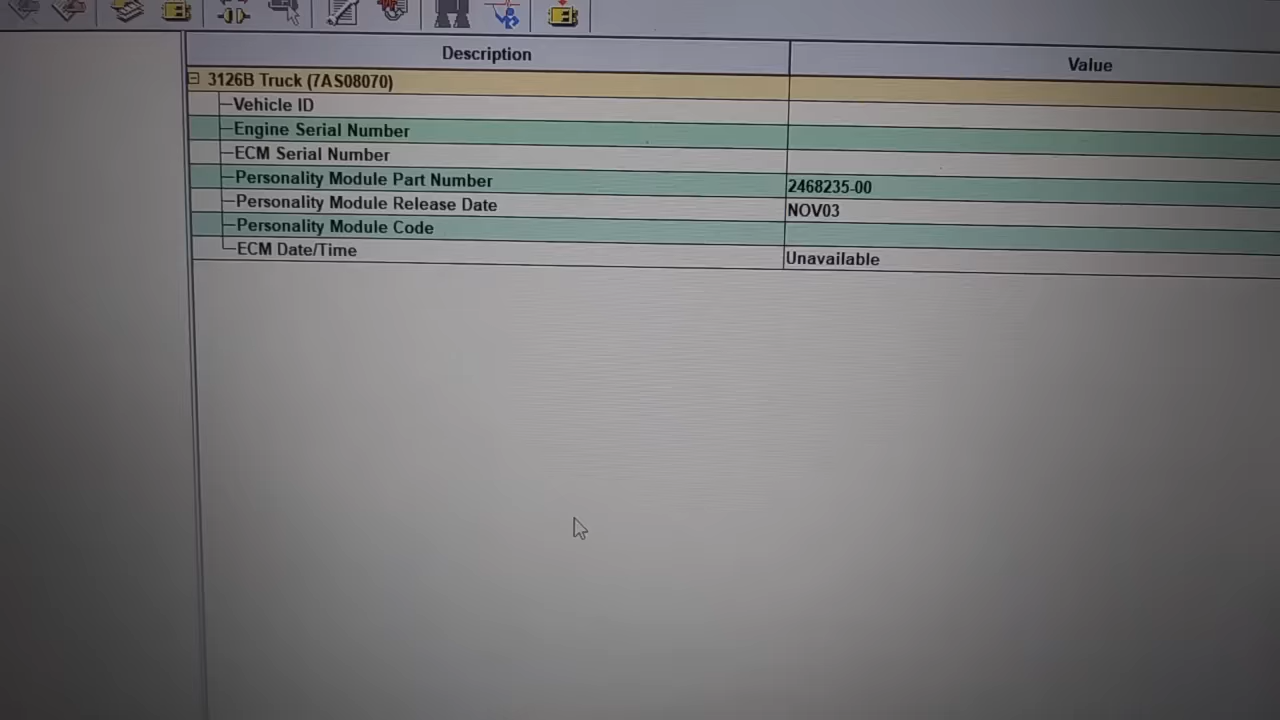 Description Value
3126B Truck (7AS08070)
Vehicle ID
Engine Serial Number
ECM Serial Number
Personality Module Part Number 2468235-00
Personality Module Release Date NOV03
Personality Module Code
ECM Date/Time Unavailable